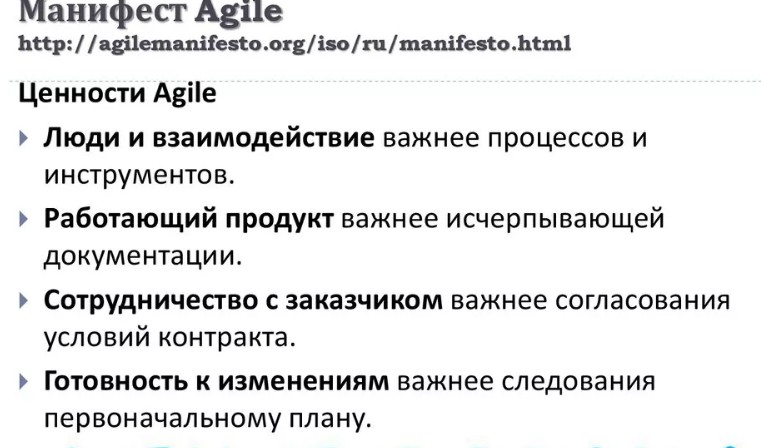 Манифест Agile
http://agilemanifesto.org/iso/ru/manifesto.html
Ценности Agile
Люди и взаимодействие важнее процессов и
инструментов.
Работающий продукт важнее исчерпывающей
документации.
Сотрудничество с заказчиком важнее согласования
условий контракта.
Готовность к изменениям важнее следования
первоначальному плану.